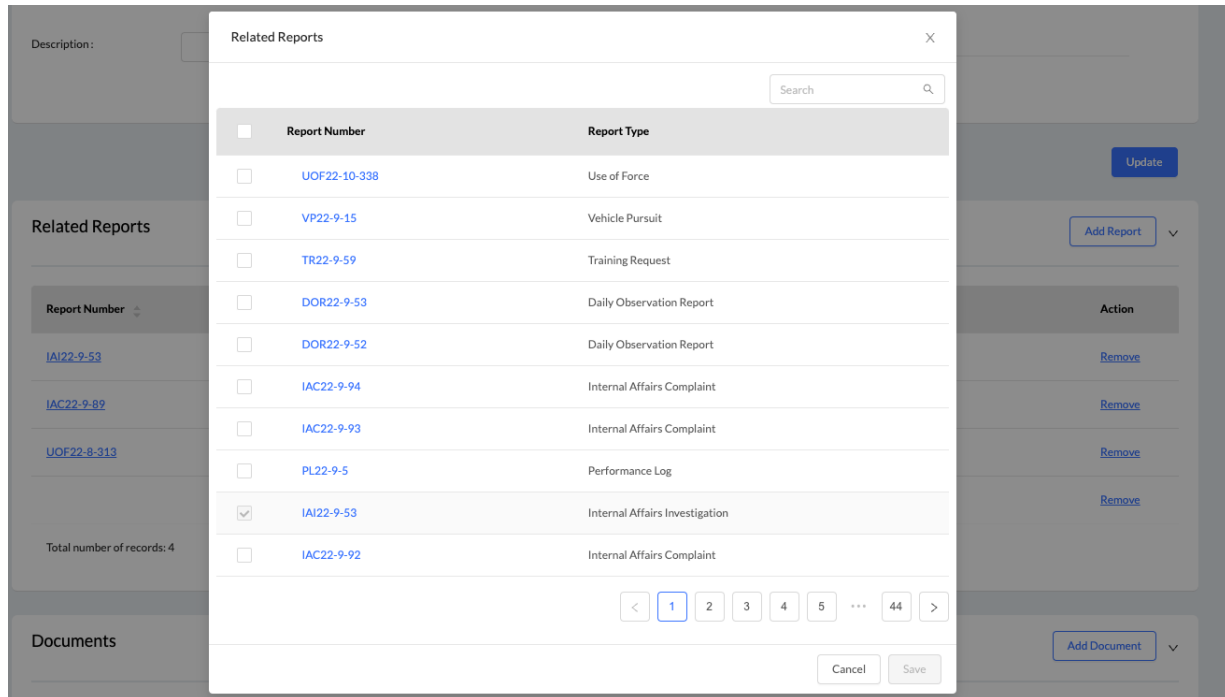 Description :
Related Reports
X
Search
Report Number Report Type
UOF22-10-338 Use of Force
VP22-9-15 Vehicle Pursuit
TR22-9-59 Training Request
DOR22-9-53 Daily Observation Report
DOR22-9-52 Daily Observation Report
IAC22-9-94 Internal Affairs Complaint
IAC22-9-93 Internal Affairs Complaint
PL22-9-5 Performance Log
IAI22-9-53 Internal Affairs Investigation
IAC22-9-92 Internal Affairs Complaint
< 1 2 3 4 5 ••• 44 >
Cancel Save
Update
Related Reports Add Report
Report Number Action
IAI22-9-53 Remove
IAC22-9-89 Remove
UOF22-8-313 Remove
Remove
Total number of records: 4
Documents Add Document